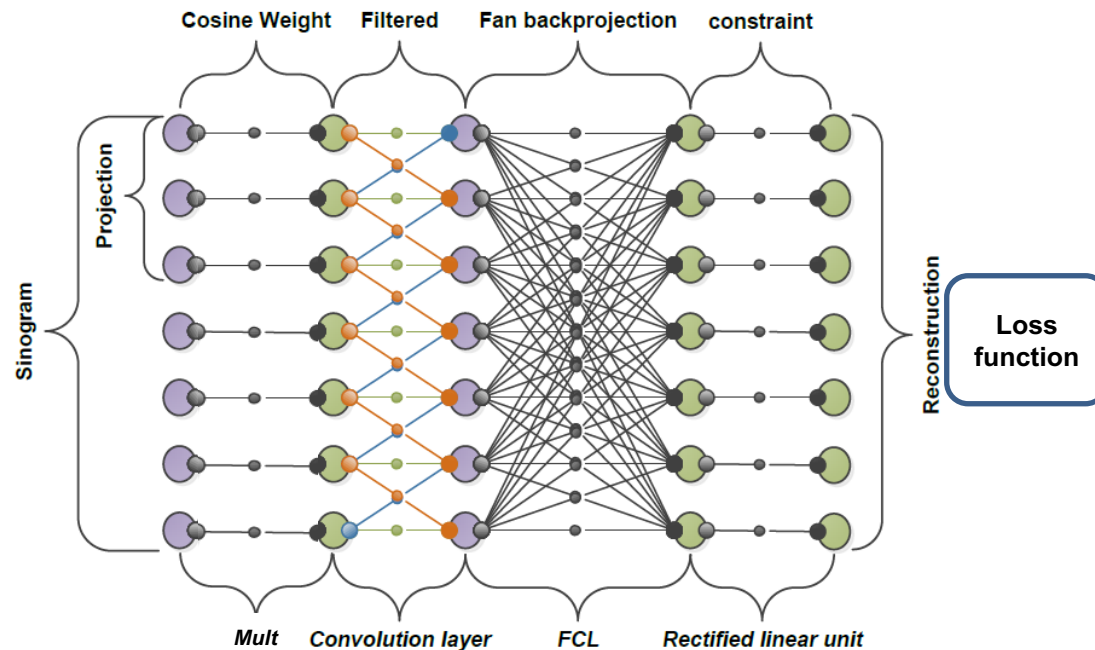 Cosine Weight
Filtered
Fan backprojection
constraint
Projection
Sinogram
Reconstruction
Loss
function
Mult
Convolution layer
FCL
Rectified linear unit